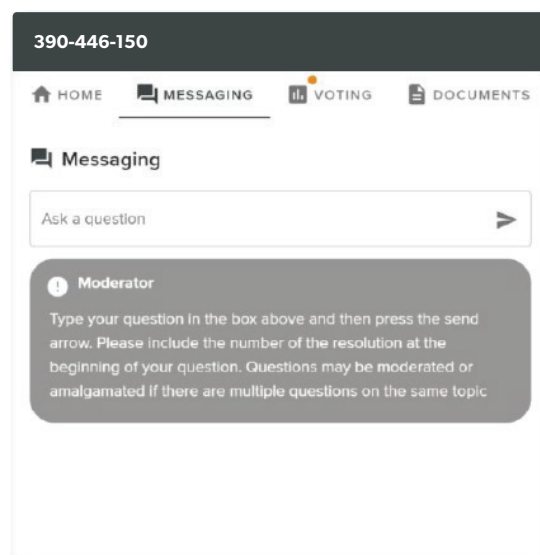 390-446-150
HOME MESSAGING VOTING DOCUMENTS
Messaging
Ask a question
Moderator
Type your question in the box above and then press the send
arrow. Please include the number of the resolution at the
beginning of your question. Questions may be moderated or
amalgamated if there are multiple questions on the same topic